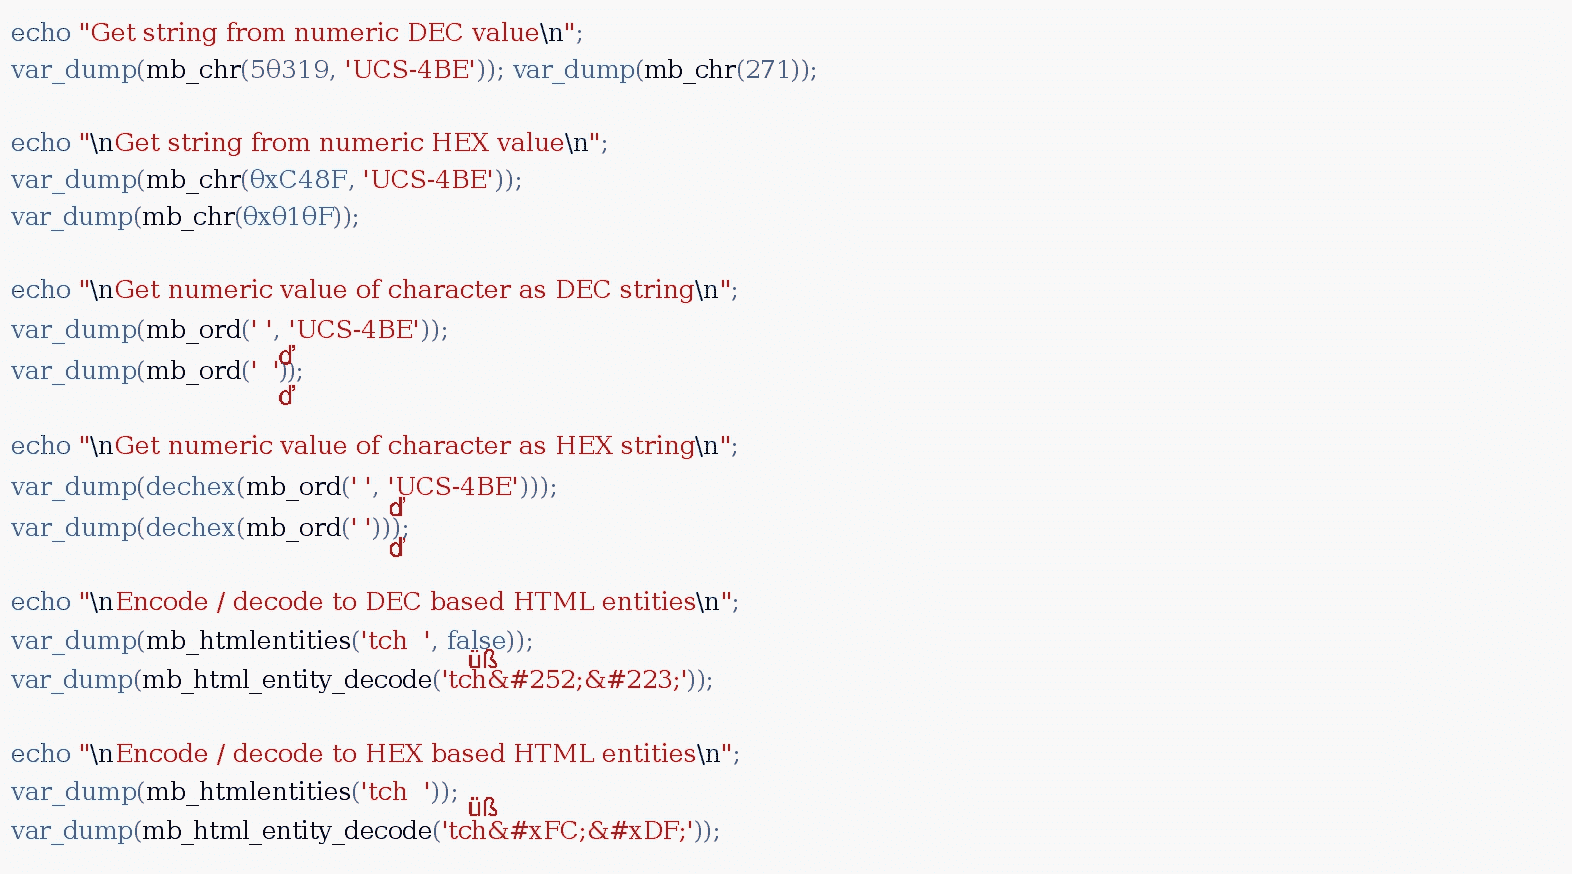 echo "Get string from numeric DEC value\n";
var_dump(mb_chr(50319, 'UCS-4BE')); var_dump(mb_chr(271));
echo "\nGet string from numeric HEX value\n";
var_dump(mb_chr(0xC48F, 'UCS-4BE'));
var_dump(mb_chr(0x010F));
echo "\nGet numeric value of character as DEC string\n";
var_dump(mb_ord('ď', 'UCS-4BE'));
var_dump(mb_ord('ď'));
echo "\nGet numeric value of character as HEX string\n";
var_dump(dechex(mb_ord('ď', 'UCS-4BE')));
var_dump(dechex(mb_ord('ď')));
echo "\nEncode / decode to DEC based HTML entities\n";
var_dump(mb_htmlentities('tchüß', false));
var_dump(mb_html_entity_decode('tch&#252;&#223;'));
echo "\nEncode / decode to HEX based HTML entities\n";
var_dump(mb_htmlentities('tchüß'));
var_dump(mb_html_entity_decode('tch&#xFC;&#xDF;'));